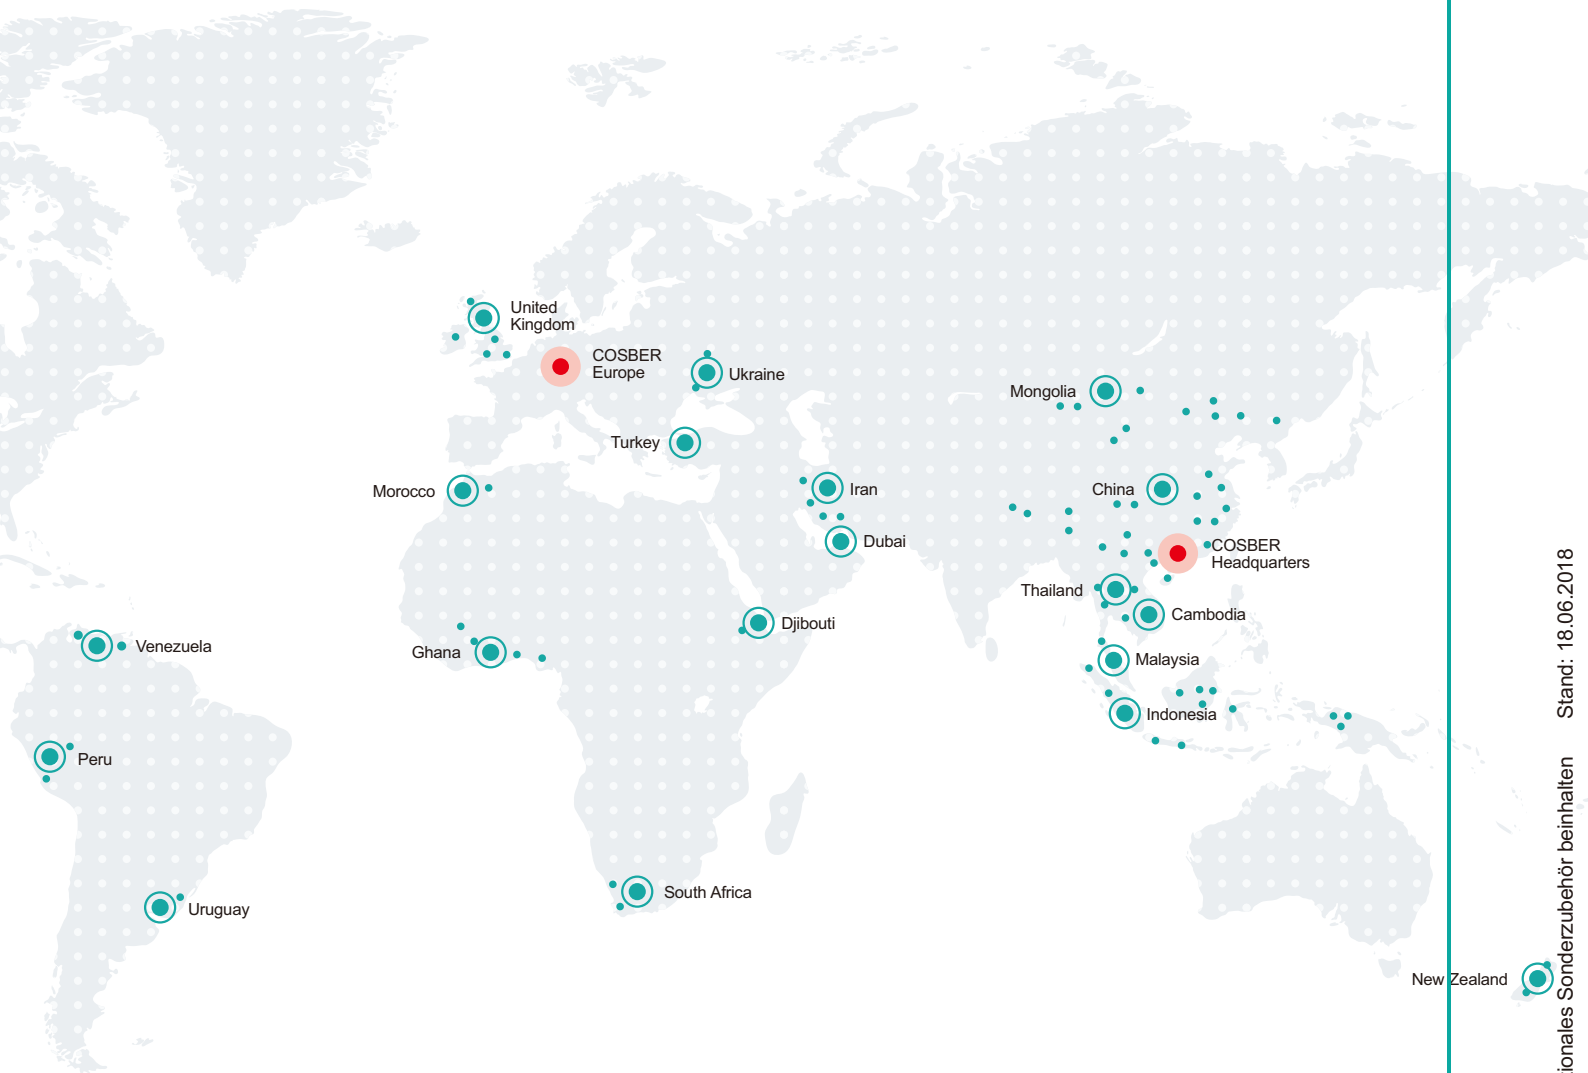 United
Kingdom
COSBER
Europe
Ukraine
Mongolia
Turkey
Morocco
Iran
China
Dubai
COSBER
Headquarters
Thailand
Cambodia
Djibouti
Venezuela
Ghana
Malaysia
Indonesia
Peru
South Africa
Uruguay
New Zealand
Sonderzubehör beinhalten Stand: 18.06.2018